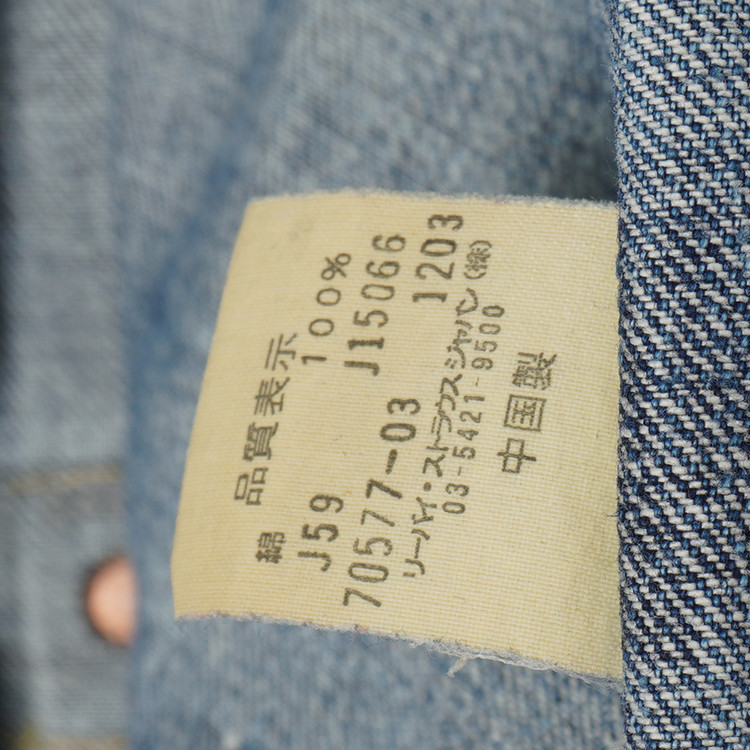 品質表示
綿 100%
J59 J15066
70577-03 1203
リーバイ・ストラウスジャパン(株)
03-5421-9500
中国製